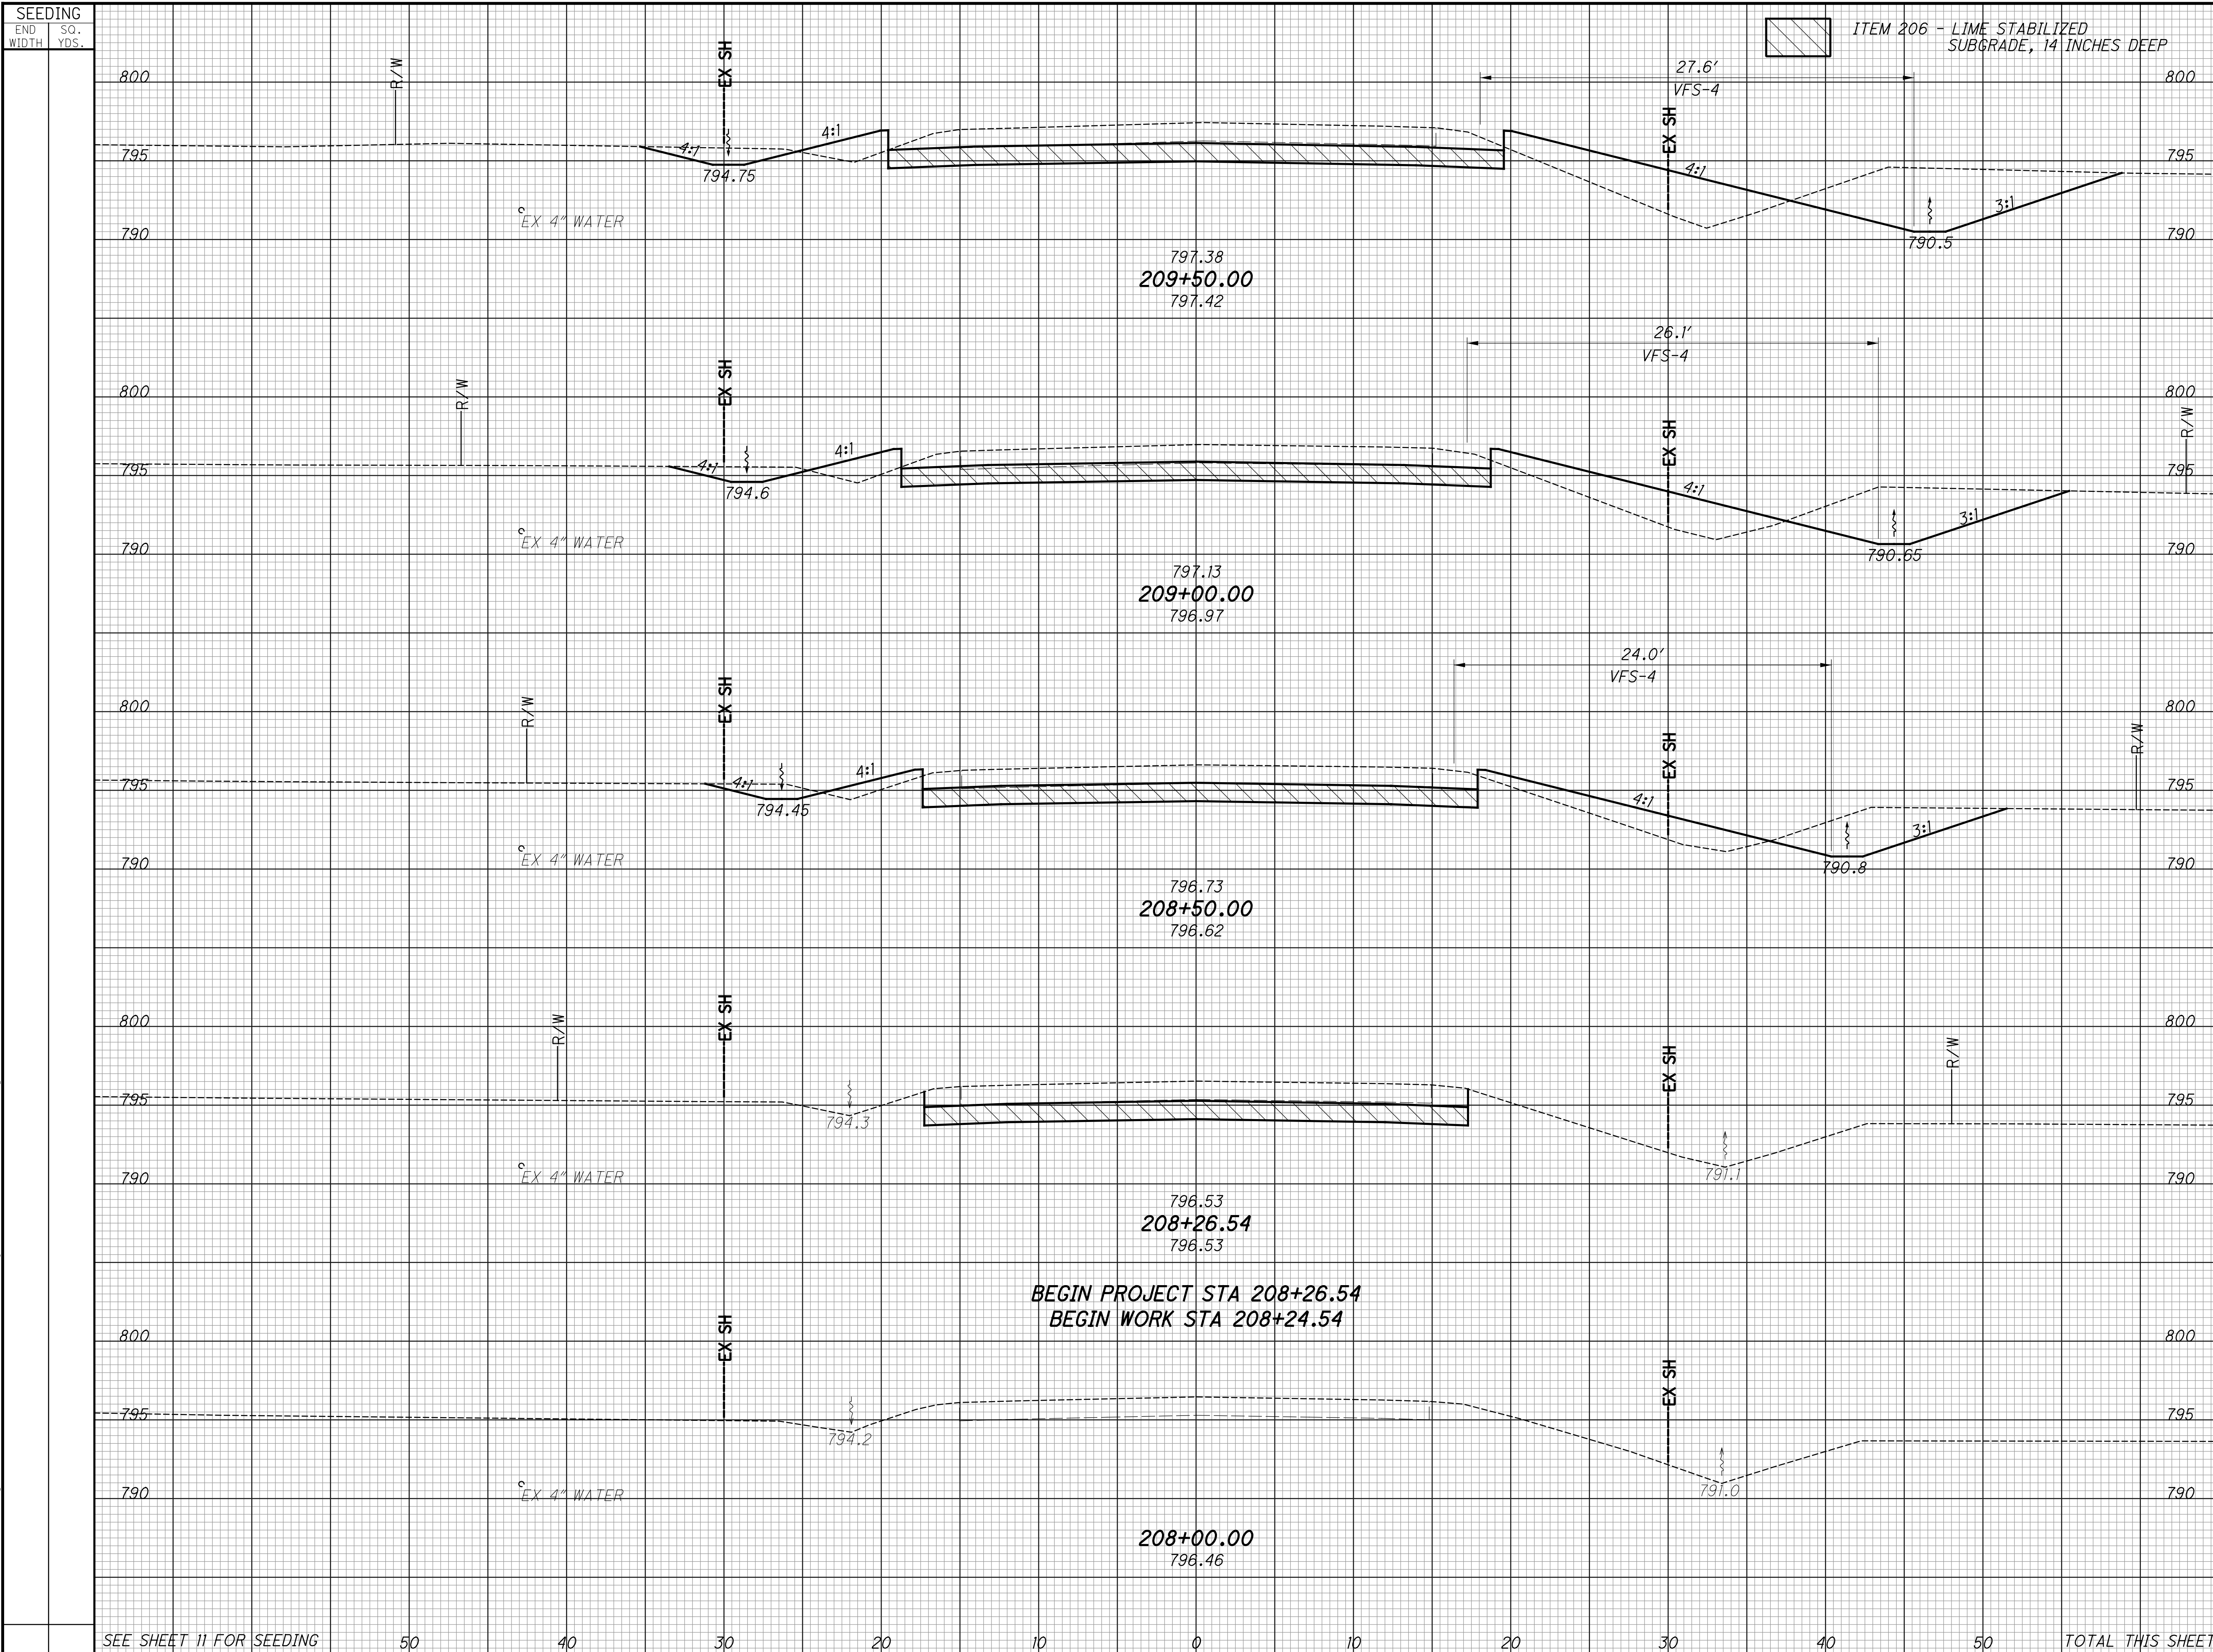 SEEDING
END WIDTH
SQ. YDS.
ITEM 206 - LIME STABILIZED
SUBGRADE, 14 INCHES DEEP
R/W
EX SH
27.6'
VFS-4
EX SH
800
800
4:1
4:1
4:1
3:1
795
795
794.75
EX 4" WATER
790
790.5
790
797.38
209+50.00
797.42
26.1'
VFS-4
R/W
EX SH
EX SH
R/W
800
800
4:1
4:1
4:1
3:1
795
795
794.6
EX 4" WATER
790
790.65
790
797.13
209+00.00
796.97
24.0'
VFS-4
R/W
EX SH
EX SH
R/W
800
800
4:1
4:1
4:1
3:1
795
795
794.45
EX 4" WATER
790
790.8
790
796.73
208+50.00
796.62
R/W
EX SH
EX SH
R/W
800
800
795
795
794.3
791.1
EX 4" WATER
790
790
796.53
208+26.54
796.53
BEGIN PROJECT STA 208+26.54
BEGIN WORK STA 208+24.54
EX SH
EX SH
800
800
795
795
794.2
791.0
EX 4" WATER
790
790
208+00.00
796.46
SEE SHEET 11 FOR SEEDING
50 40 30 20 10 0 10 20 30 40 50
TOTAL THIS SHEET